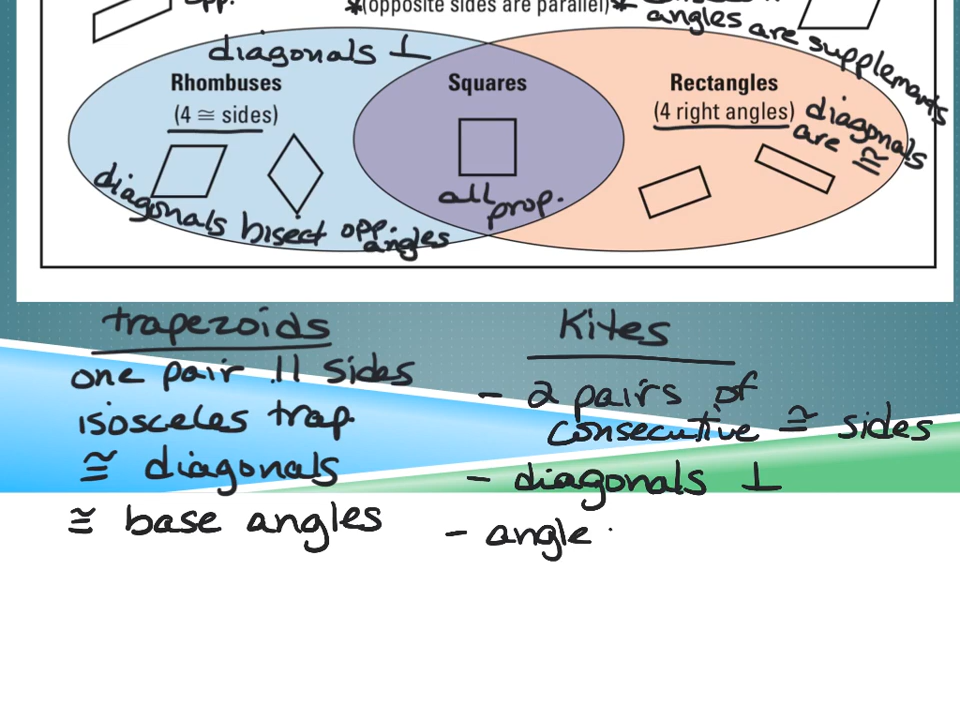 opp.
*(opposite sides are parallel)*
angles are supplements
diagonals ⊥
Rhombuses
(4 ≅ sides)
diagonals bisect opp. angles
Squares
all prop.
Rectangles
(4 right angles)
diagonals
are ≅
trapezoids
one pair || sides
isosceles trap.
≅ diagonals
≅ base angles
Kites
- 2 pairs of
consecutive ≅ sides
- diagonals ⊥
- angle